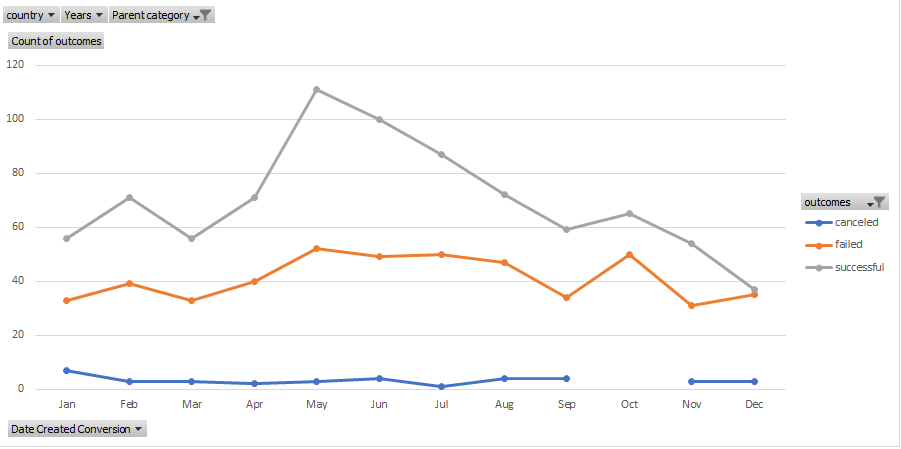 country Years Parent category
Count of outcomes
120
100
80
60
40
20
0
Jan Feb Mar Apr May Jun Jul Aug Sep Oct Nov Dec
outcomes
canceled
failed
successful
Date Created Conversion